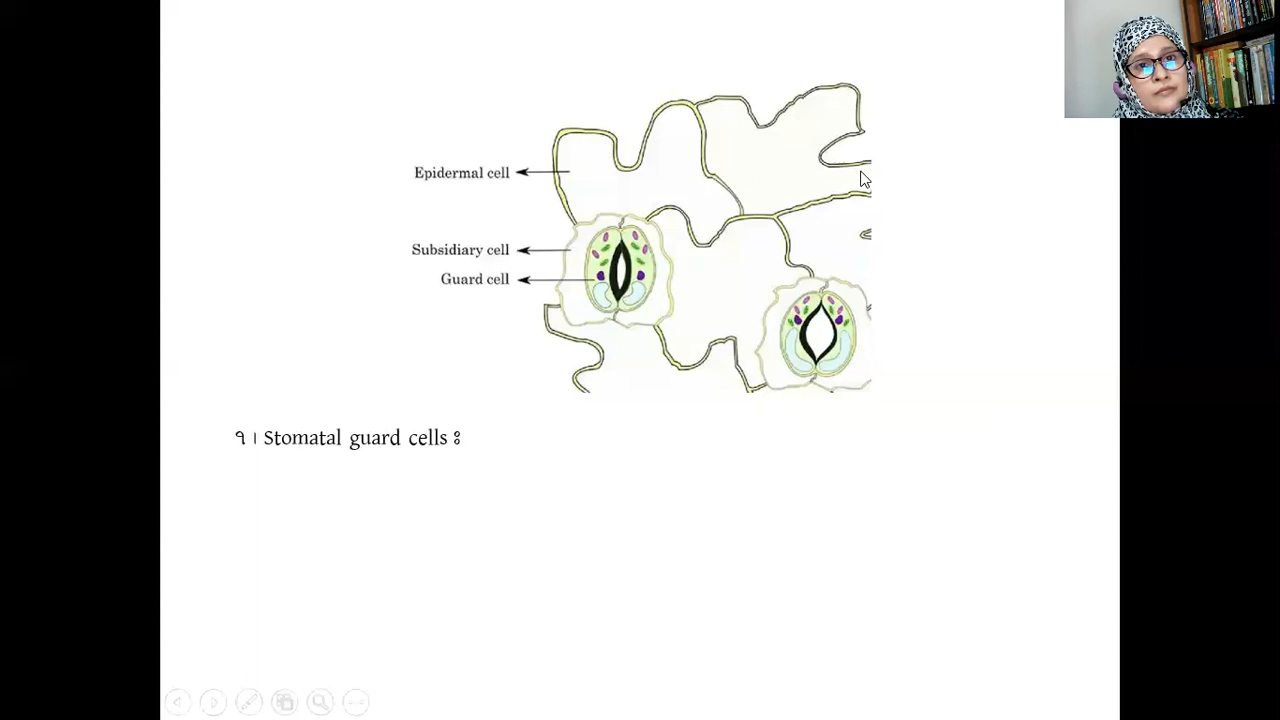 Epidermal cell
Subsidiary cell
Guard cell
৭। Stomatal guard cells ঃ